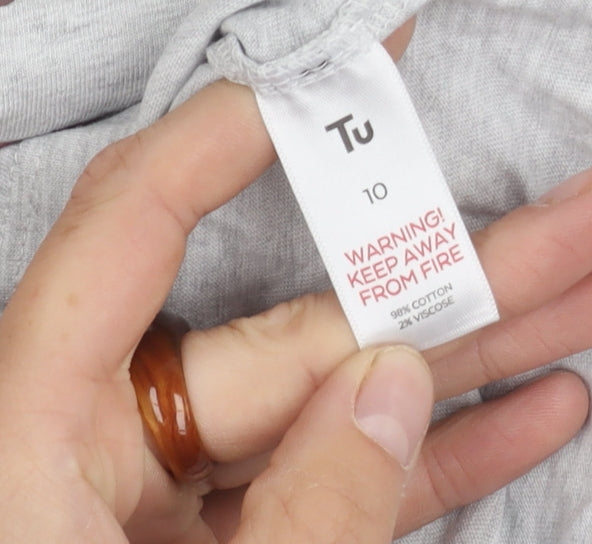 Tu
10
WARNING!
KEEP AWAY
FROM FIRE
98% COTTON
2% VISCOSE